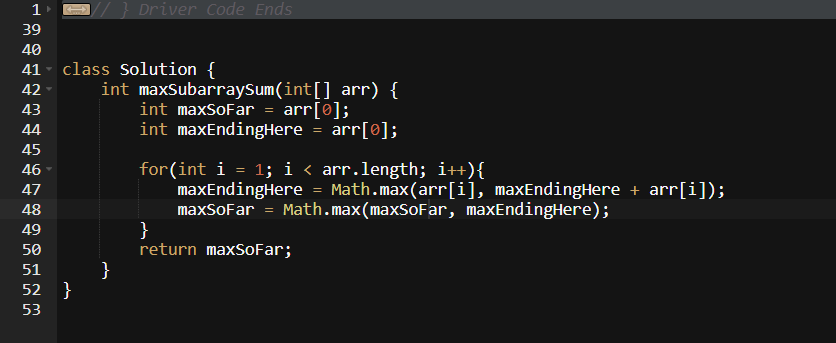 1 // } Driver Code Ends
39
40
41 class Solution {
42     int maxSubarraySum(int[] arr) {
43         int maxSoFar = arr[0];
44         int maxEndingHere = arr[0];
45
46         for(int i = 1; i < arr.length; i++){
47             maxEndingHere = Math.max(arr[i], maxEndingHere + arr[i]);
48             maxSoFar = Math.max(maxSoFar, maxEndingHere);
49         }
50         return maxSoFar;
51     }
52 }
53